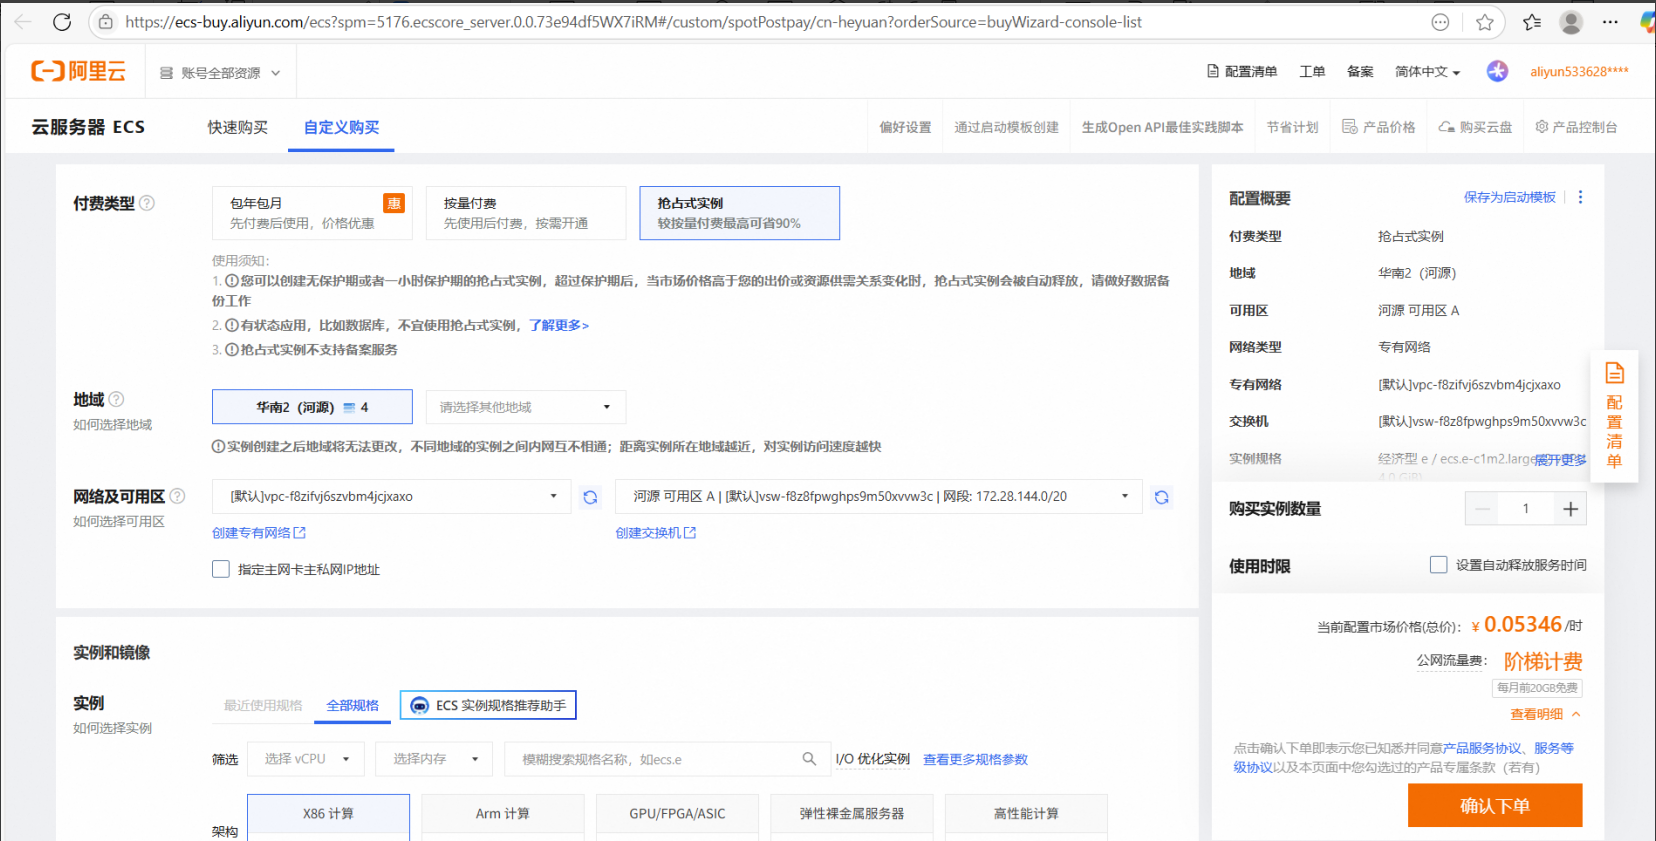 https://ecs-buy.aliyun.com/ecs?spm=5176.ecscore_server.0.0.73e94df5WX7iRM#/custom/spotPostpay/cn-heyuan?orderSource=buyWizard-console-list
阿里云
账号全部资源
配置清单
工单
备案
简体中文
aliyun533628****
云服务器 ECS
快速购买
自定义购买
偏好设置
通过启动模板创建
生成Open API最佳实践脚本
节省计划
产品价格
购买云盘
产品控制台
付费类型
包年包月
惠
先付费后使用，价格优惠
按量付费
先使用后付费，按需开通
抢占式实例
较按量付费最高可省90%
使用须知：
1. 您可以创建无保护期或者一小时保护期的抢占式实例，超过保护期后，当市场价格高于您的出价或资源供需关系变化时，抢占式实例会被自动释放，请做好数据备
份工作
2. 有状态应用，比如数据库，不宜使用抢占式实例，了解更多>
3. 抢占式实例不支持备案服务
地域
如何选择地域
华南2（河源） 4
请选择其他地域
实例创建之后地域将无法更改，不同地域的实例之间内网互不相通；距离实例所在地域越近，对实例访问速度越快
网络及可用区
如何选择可用区
[默认]vpc-f8zifvj6szvbm4jcjxaxo
河源 可用区 A | [默认]vsw-f8z8fpwghps9m50xvvw3c | 网段: 172.28.144.0/20
创建专有网络
创建交换机
指定主网卡主私网IP地址
实例和镜像
实例
如何选择实例
最近使用规格
全部规格
ECS 实例规格推荐助手
筛选
选择 vCPU
选择内存
模糊搜索规格名称，如ecs.e
I/O 优化实例
查看更多规格参数
架构
X86 计算
Arm 计算
GPU/FPGA/ASIC
弹性裸金属服务器
高性能计算
配置概要
保存为启动模板
付费类型 抢占式实例
地域 华南2（河源）
可用区 河源 可用区 A
网络类型 专有网络
专有网络 [默认]vpc-f8zifvj6szvbm4jcjxaxo
交换机 [默认]vsw-f8z8fpwghps9m50xvvw3c
实例规格 经济型 e / ecs.e-c1m2.large
展开更多
配置清单
购买实例数量
1
使用时限
设置自动释放服务时间
当前配置市场价格(总价)： ¥ 0.05346 /时
公网流量费： 阶梯计费
每月前20GB免费
查看明细
点击确认下单即表示您已知悉并同意产品服务协议、服务等
级协议以及本页面中您勾选过的产品专属条款（若有）
确认下单